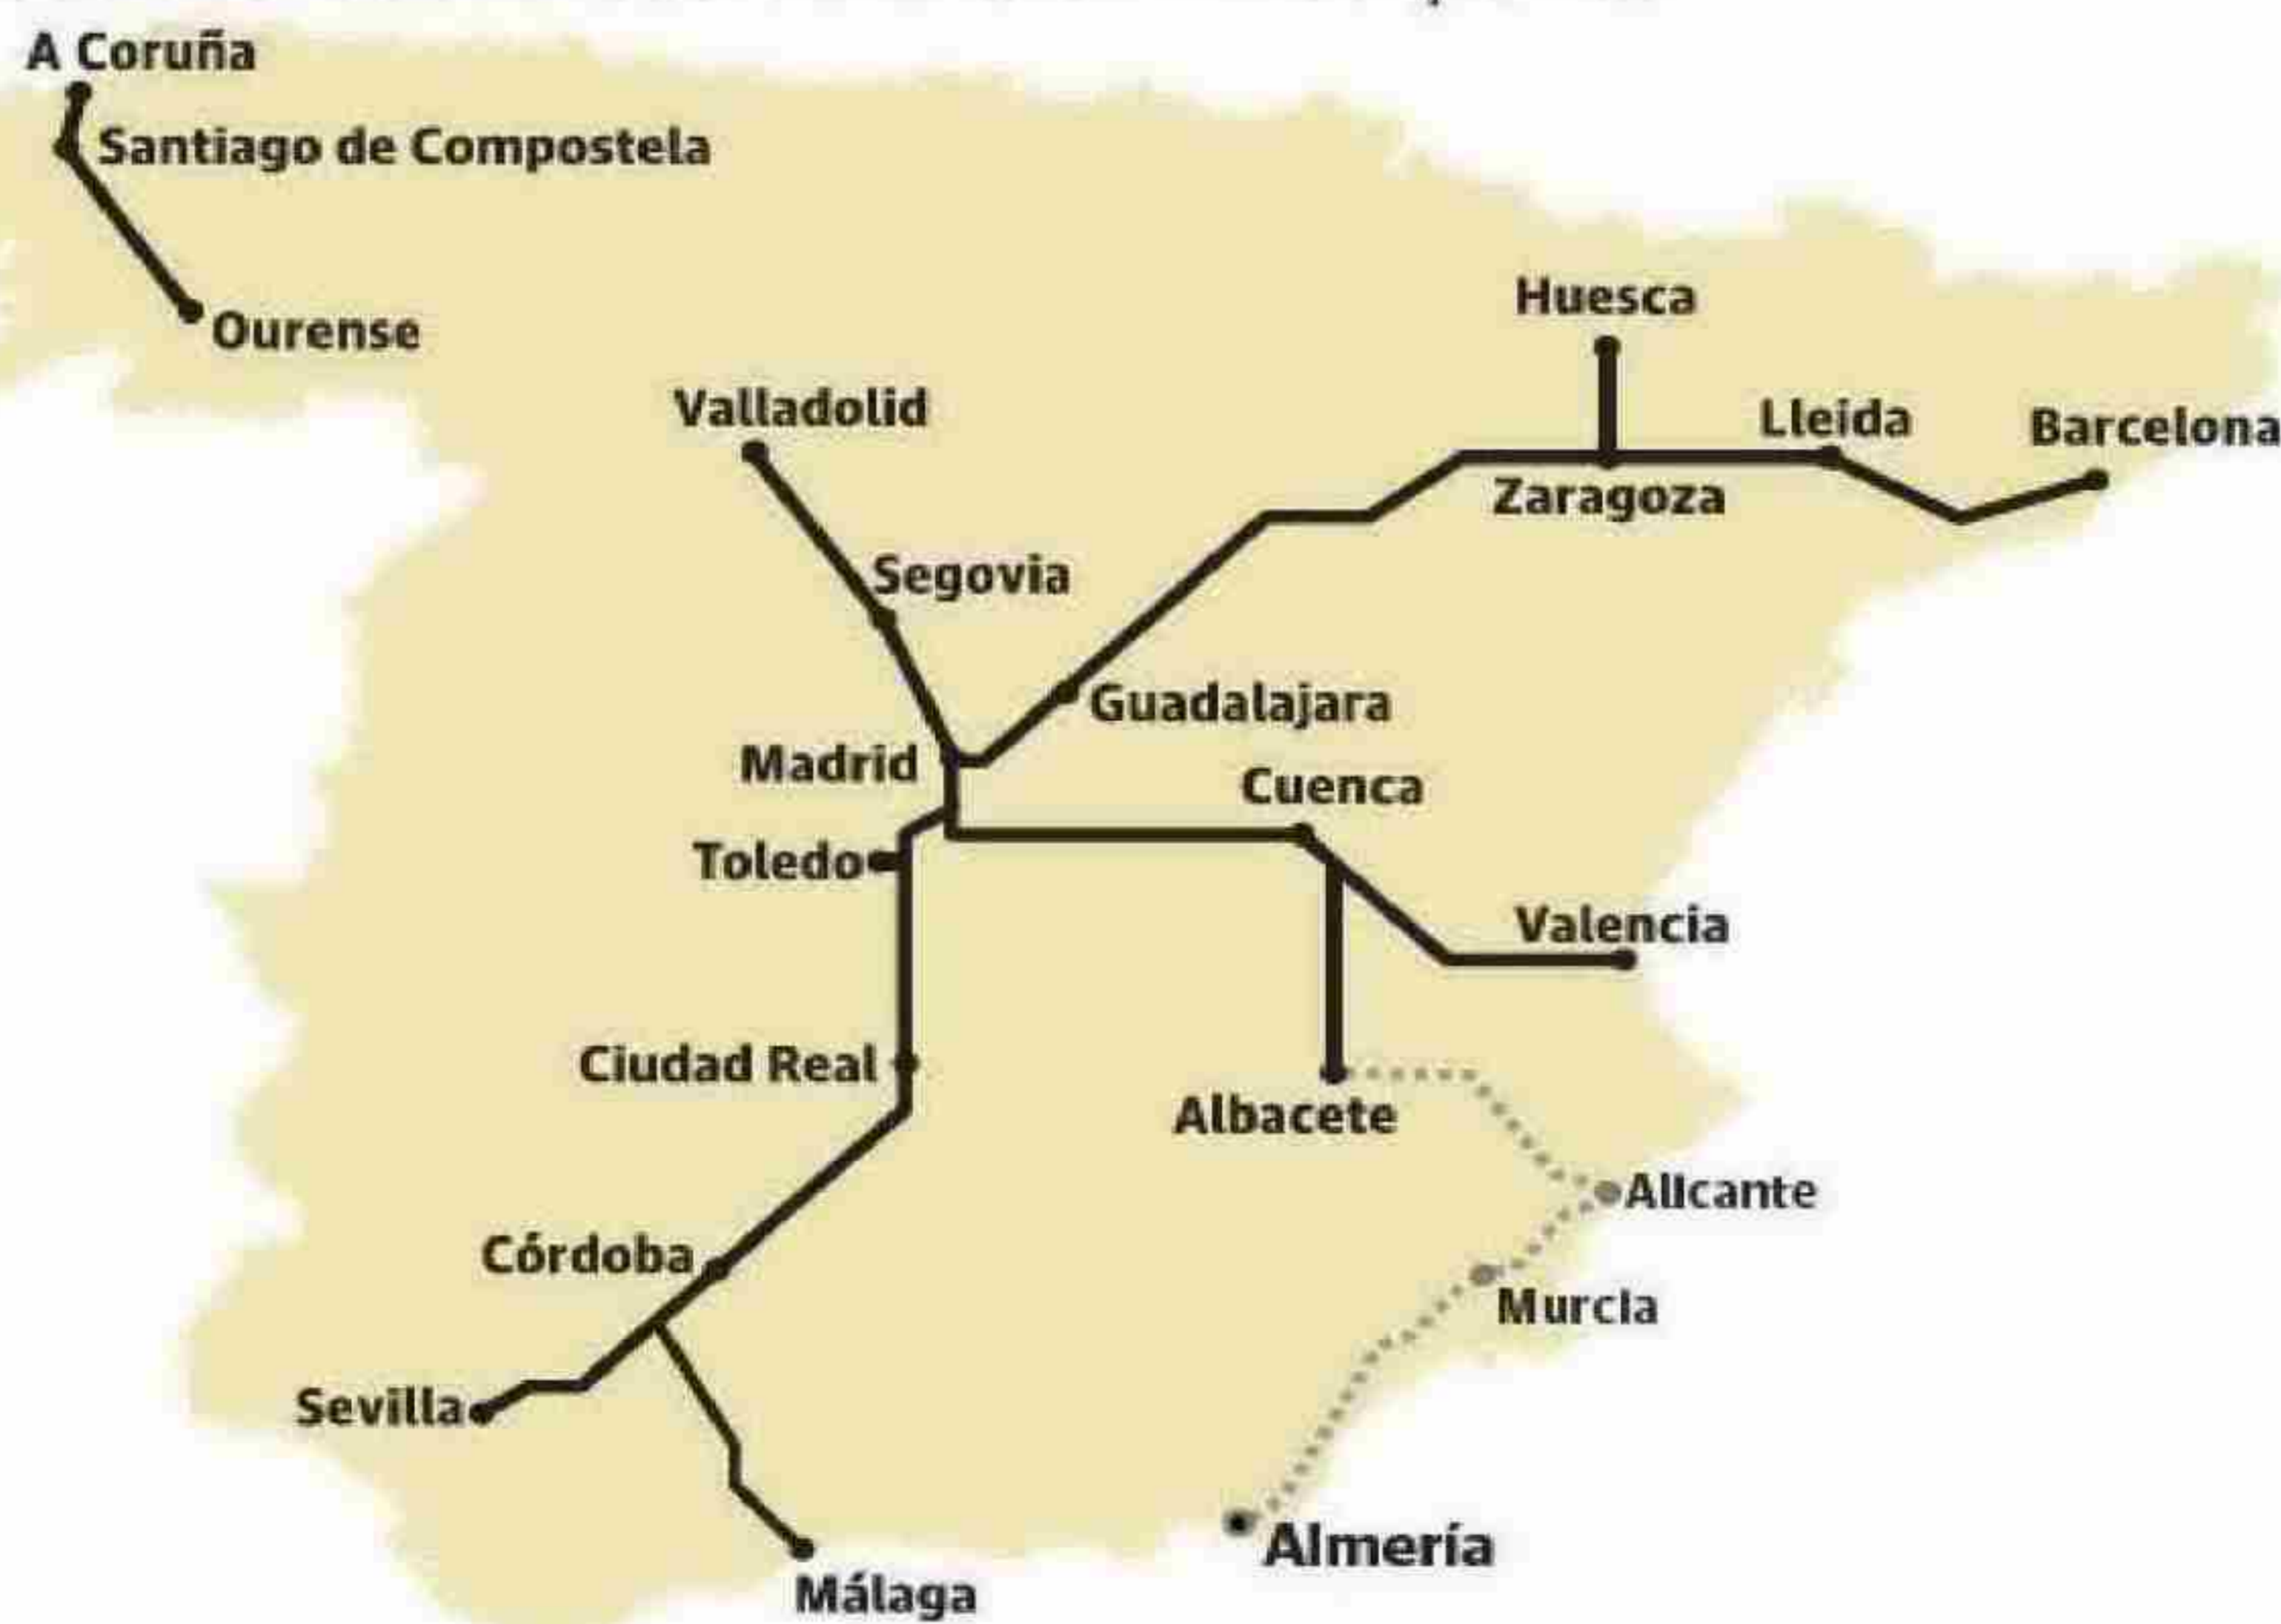 A Coruña
Santiago de Compostela
Ourense
Huesca
Valladolid
Lleida
Barcelona
Zaragoza
Segovia
Guadalajara
Madrid
Cuenca
Toledo
Valencia
Ciudad Real
Albacete
Alicante
Córdoba
Murcia
Sevilla
Almería
Málaga